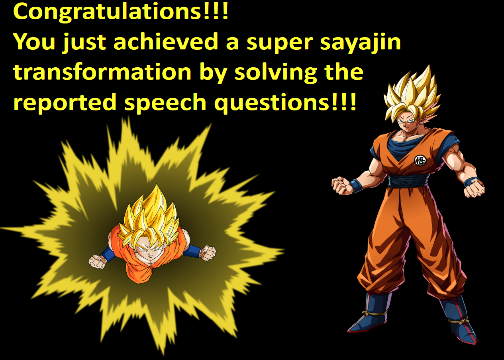 Congratulations!!!
You just achieved a super sayajin
transformation by solving the
reported speech questions!!!